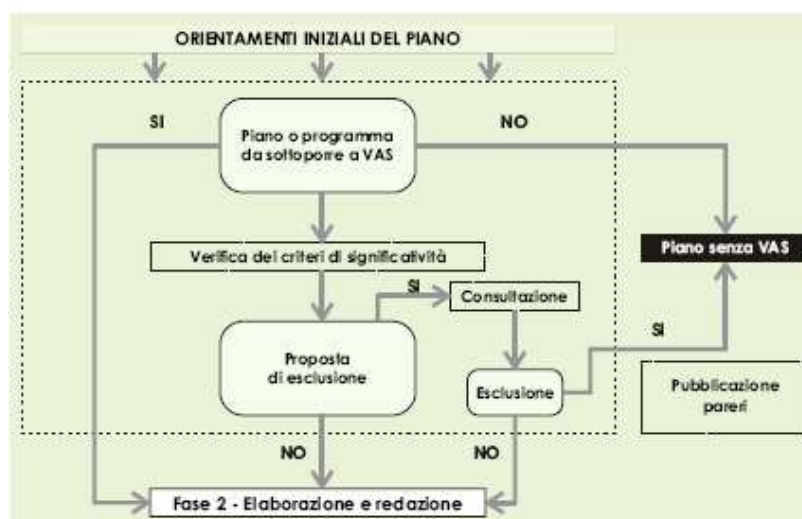 ORIENTAMENTI INIZIALI DEL PIANO
SI
NO
Piano o programma
da sottoporre a VAS
Verifica dei criteri di significatività
Piano senza VAS
SI
Consultazione
Proposta
di esclusione
Esclusione
SI
Pubblicazione
pareri
NO
NO
Fase 2 - Elaborazione e redazione